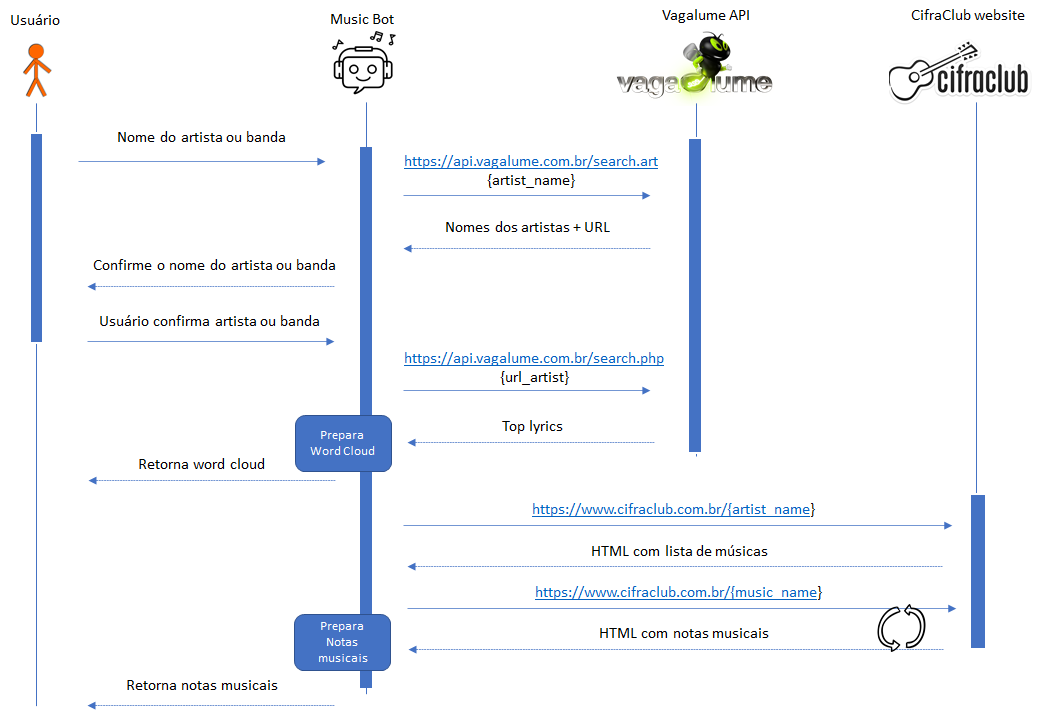 Usuário
Music Bot
Vagalume API
CifraClub website
vagalume
cifraclub
Nome do artista ou banda
https://api.vagalume.com.br/search.art
{artist_name}
Nomes dos artistas + URL
Confirme o nome do artista ou banda
Usuário confirma artista ou banda
https://api.vagalume.com.br/search.php
{url_artist}
Top lyrics
Prepara
Word Cloud
Retorna word cloud
https://www.cifraclub.com.br/{artist_name}
HTML com lista de músicas
https://www.cifraclub.com.br/{music_name}
Prepara
Notas
musicais
HTML com notas musicais
Retorna notas musicais